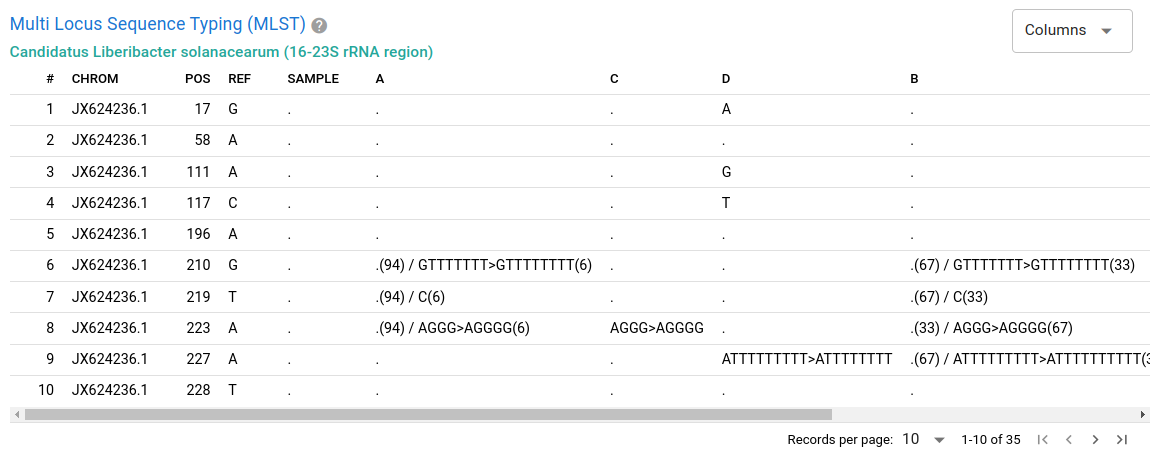 Multi Locus Sequence Typing (MLST) ?
Columns
Candidatus Liberibacter solanacearum (16-23S rRNA region)
# CHROM POS REF SAMPLE A C D B
1 JX624236.1 17 G . . . A .
2 JX624236.1 58 A . . . . .
3 JX624236.1 111 A . . . G .
4 JX624236.1 117 C . . . T .
5 JX624236.1 196 A . . . . .
6 JX624236.1 210 G . .(94) / GTTTTTTT>GTTTTTTTT(6) . . .(67) / GTTTTTTT>GTTTTTTTT(33)
7 JX624236.1 219 T . .(94) / C(6) . . .(67) / C(33)
8 JX624236.1 223 A . .(94) / AGGG>AGGGG(6) AGGG>AGGGG . .(33) / AGGG>AGGGG(67)
9 JX624236.1 227 A . . . ATTTTTTTTT>ATTTTTTTT .(67) / ATTTTTTTTT>ATTTTTTTTTT(3
10 JX624236.1 228 T . . . . .
Records per page: 10 1-10 of 35